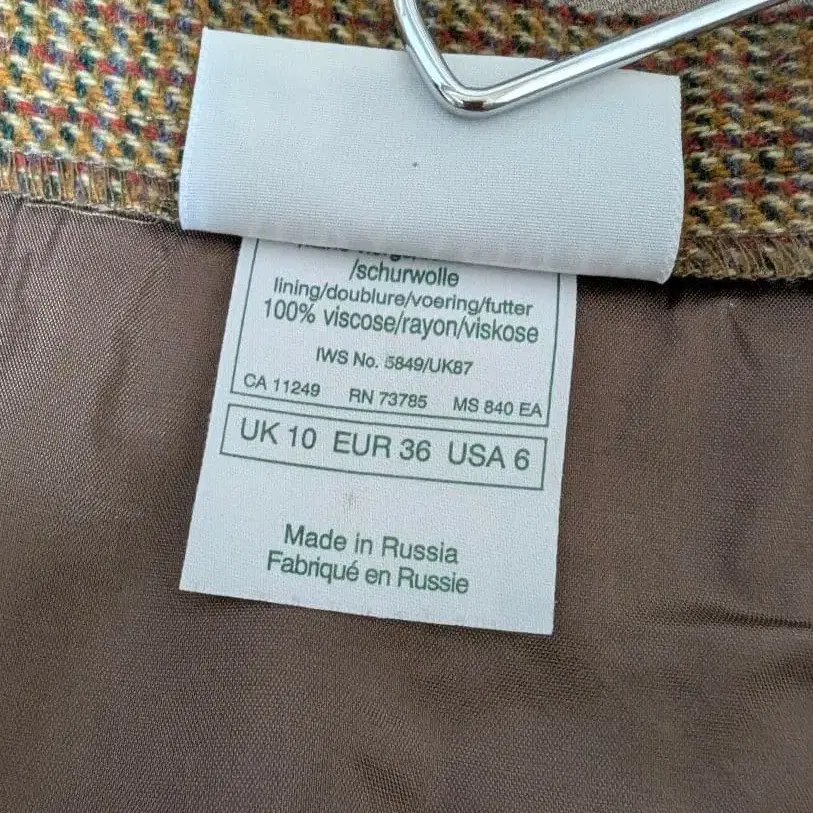 /schurwolle
lining/doublure/voering/futter
100% viscose/rayon/viskose
IWS No. 5849/UK87
CA 11249 RN 73785 MS 840 EA
UK 10 EUR 36 USA 6
Made in Russia
Fabriqué en Russie